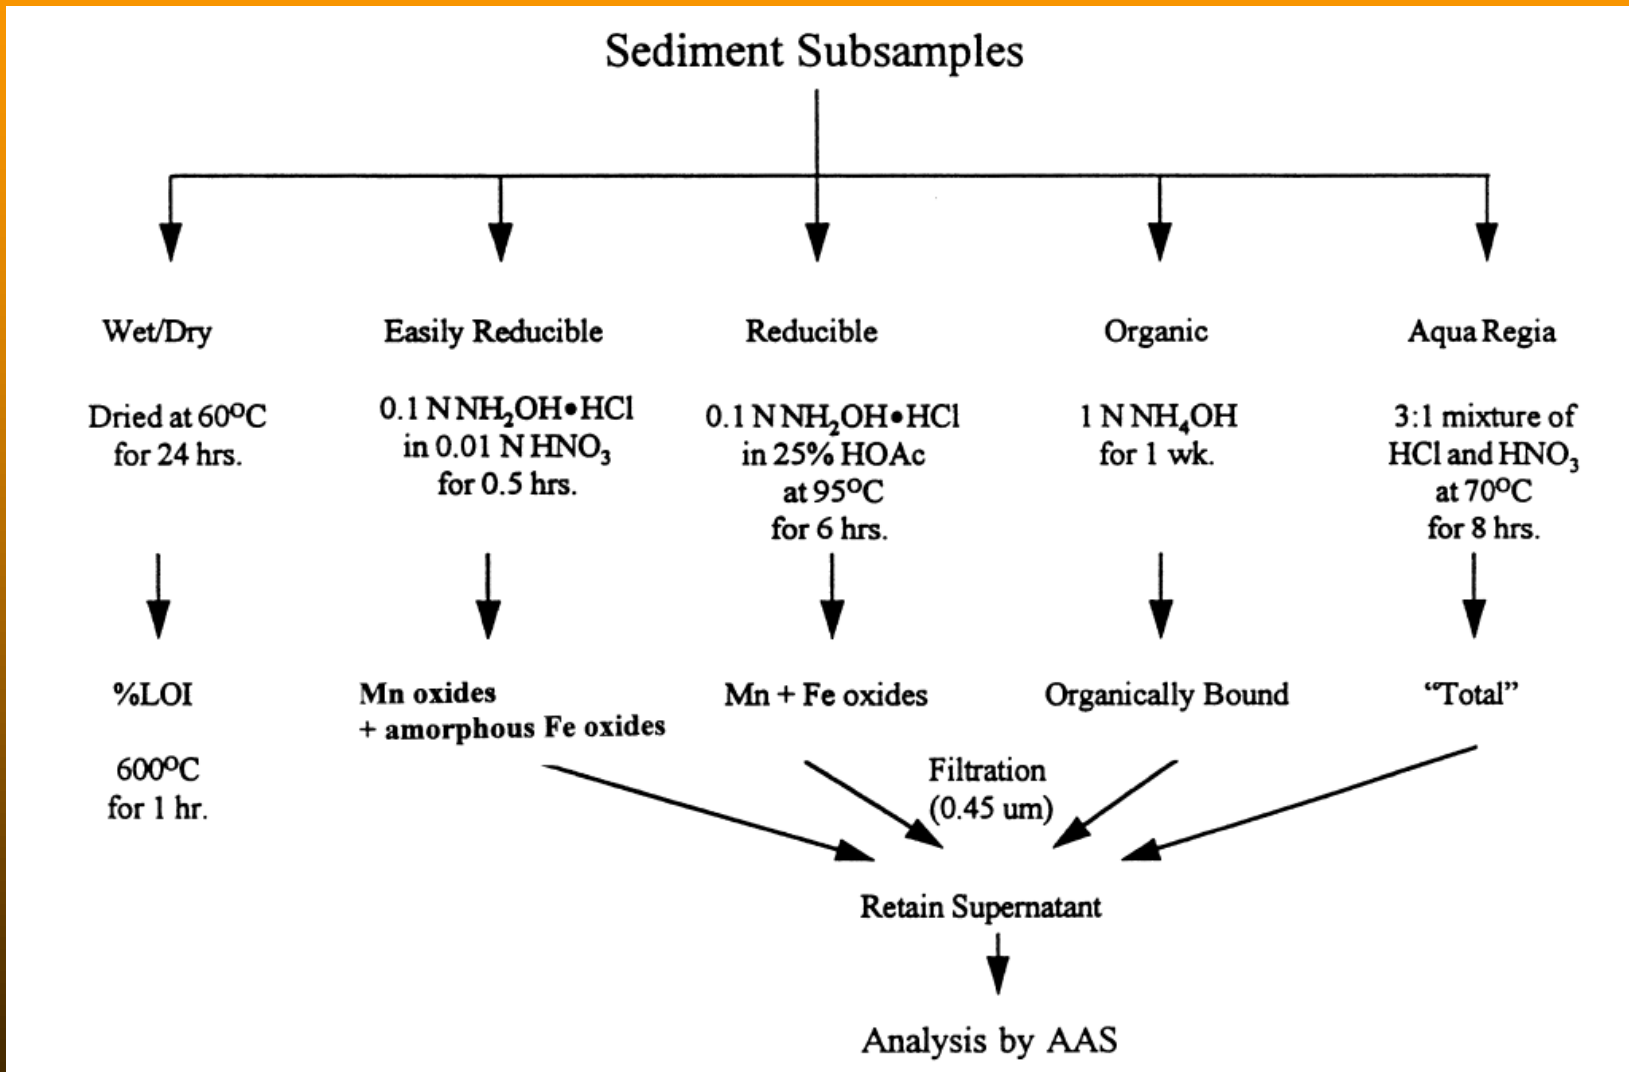 Sediment Subsamples
Wet/Dry
Dried at 60ºC
for 24 hrs.
%LOI
600ºC
for 1 hr.
Easily Reducible
0.1 N NH₂OH•HCl
in 0.01 N HNO₃
for 0.5 hrs.
Mn oxides
+ amorphous Fe oxides
Reducible
0.1 N NH₂OH•HCl
in 25% HOAc
at 95ºC
for 6 hrs.
Mn + Fe oxides
Organic
1 N NH₄OH
for 1 wk.
Organically Bound
Aqua Regia
3:1 mixture of
HCl and HNO₃
at 70ºC
for 8 hrs.
“Total”
Filtration
(0.45 um)
Retain Supernatant
Analysis by AAS